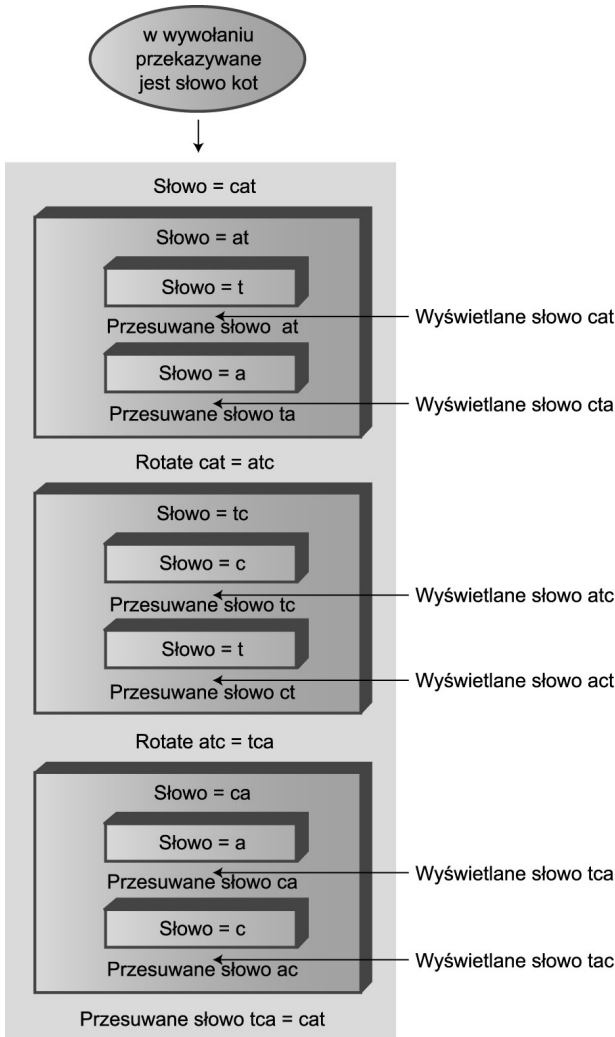 w wywołaniu
przekazywane
jest słowo kot
Słowo = cat
Słowo = at
Słowo = t
Przesuwane słowo at
Wyświetlane słowo cat
Słowo = a
Przesuwane słowo ta
Wyświetlane słowo cta
Rotate cat = atc
Słowo = tc
Słowo = c
Przesuwane słowo tc
Wyświetlane słowo atc
Słowo = t
Przesuwane słowo ct
Wyświetlane słowo act
Rotate atc = tca
Słowo = ca
Słowo = a
Przesuwane słowo ca
Wyświetlane słowo tca
Słowo = c
Przesuwane słowo ac
Wyświetlane słowo tac
Przesuwane słowo tca = cat